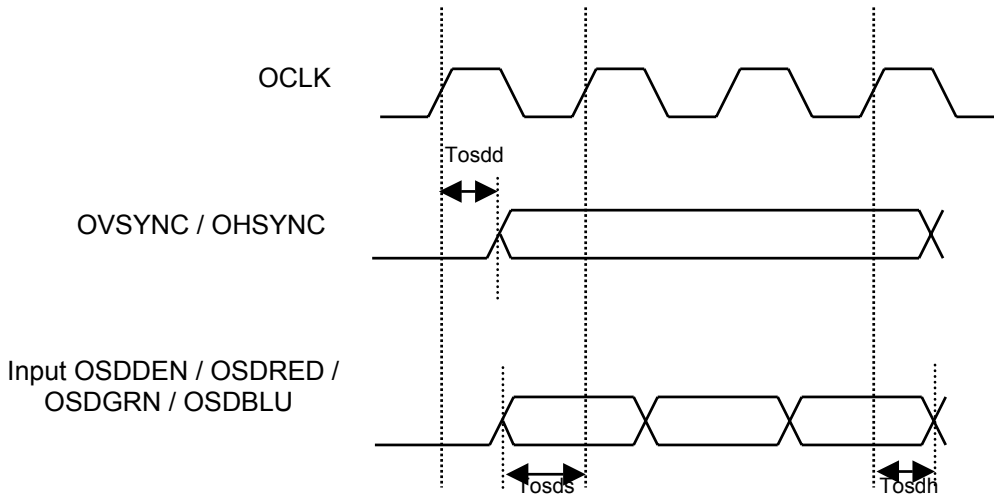 OCLK
Tosdd
OVSYNC / OHSYNC
Input OSDDEN / OSDRED /
OSDGRN / OSDBLU
Tosds
Tosdh